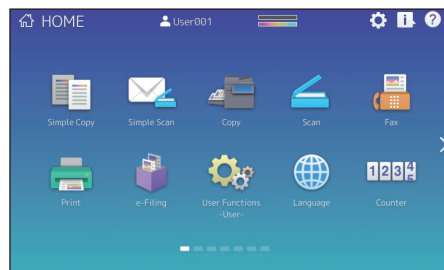 HOME
User001
Simple Copy
Simple Scan
Copy
Scan
Fax
Print
e-Filing
User Functions
-User-
Language
Counter